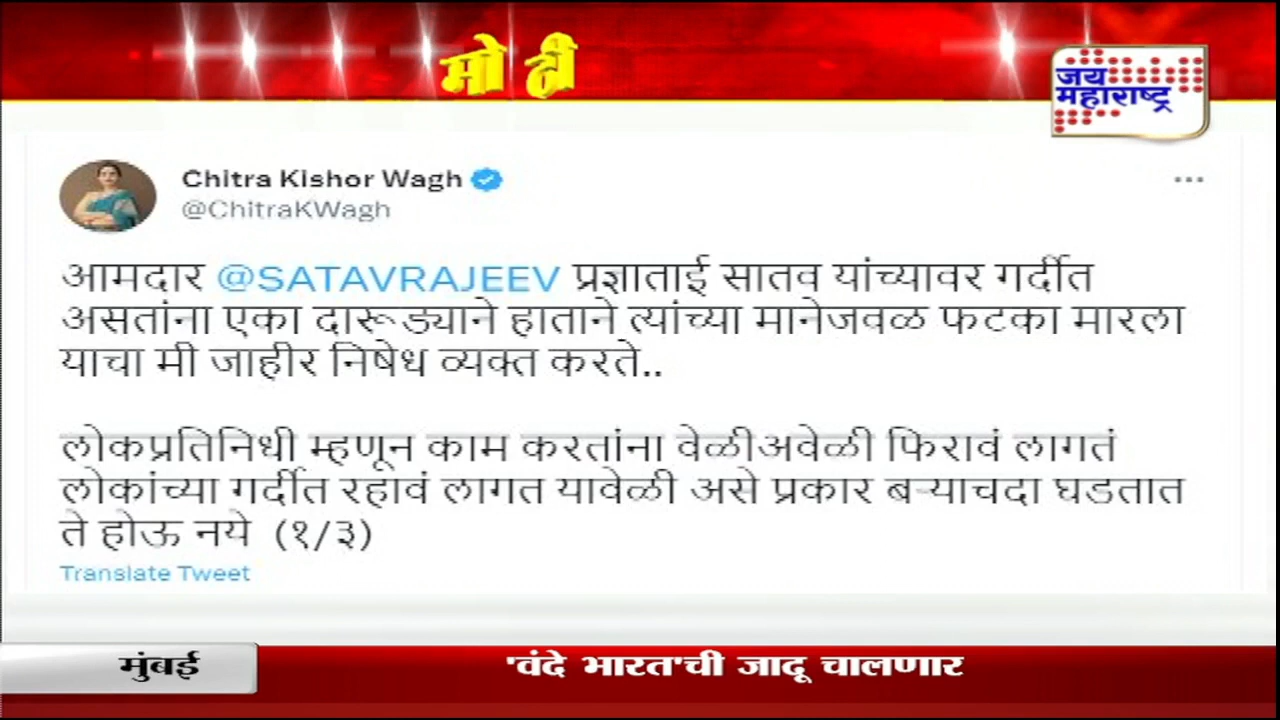 मो ठी
जय
महाराष्ट्र
Chitra Kishor Wagh
@ChitraKWagh
आमदार @SATAVRAJEEV प्रज्ञाताई सातव यांच्यावर गर्दीत
असतांना एका दारूड्याने हाताने त्यांच्या मानेजवळ फटका मारला
याचा मी जाहीर निषेध व्यक्त करते..
लोकप्रतिनिधी म्हणून काम करतांना वेळीअवेळी फिरावं लागतं
लोकांच्या गर्दीत रहावं लागत यावेळी असे प्रकार बऱ्याचदा घडतात
ते होऊ नये (१/३)
Translate Tweet
मुंबई
'वंदे भारत'ची जादू चालणार